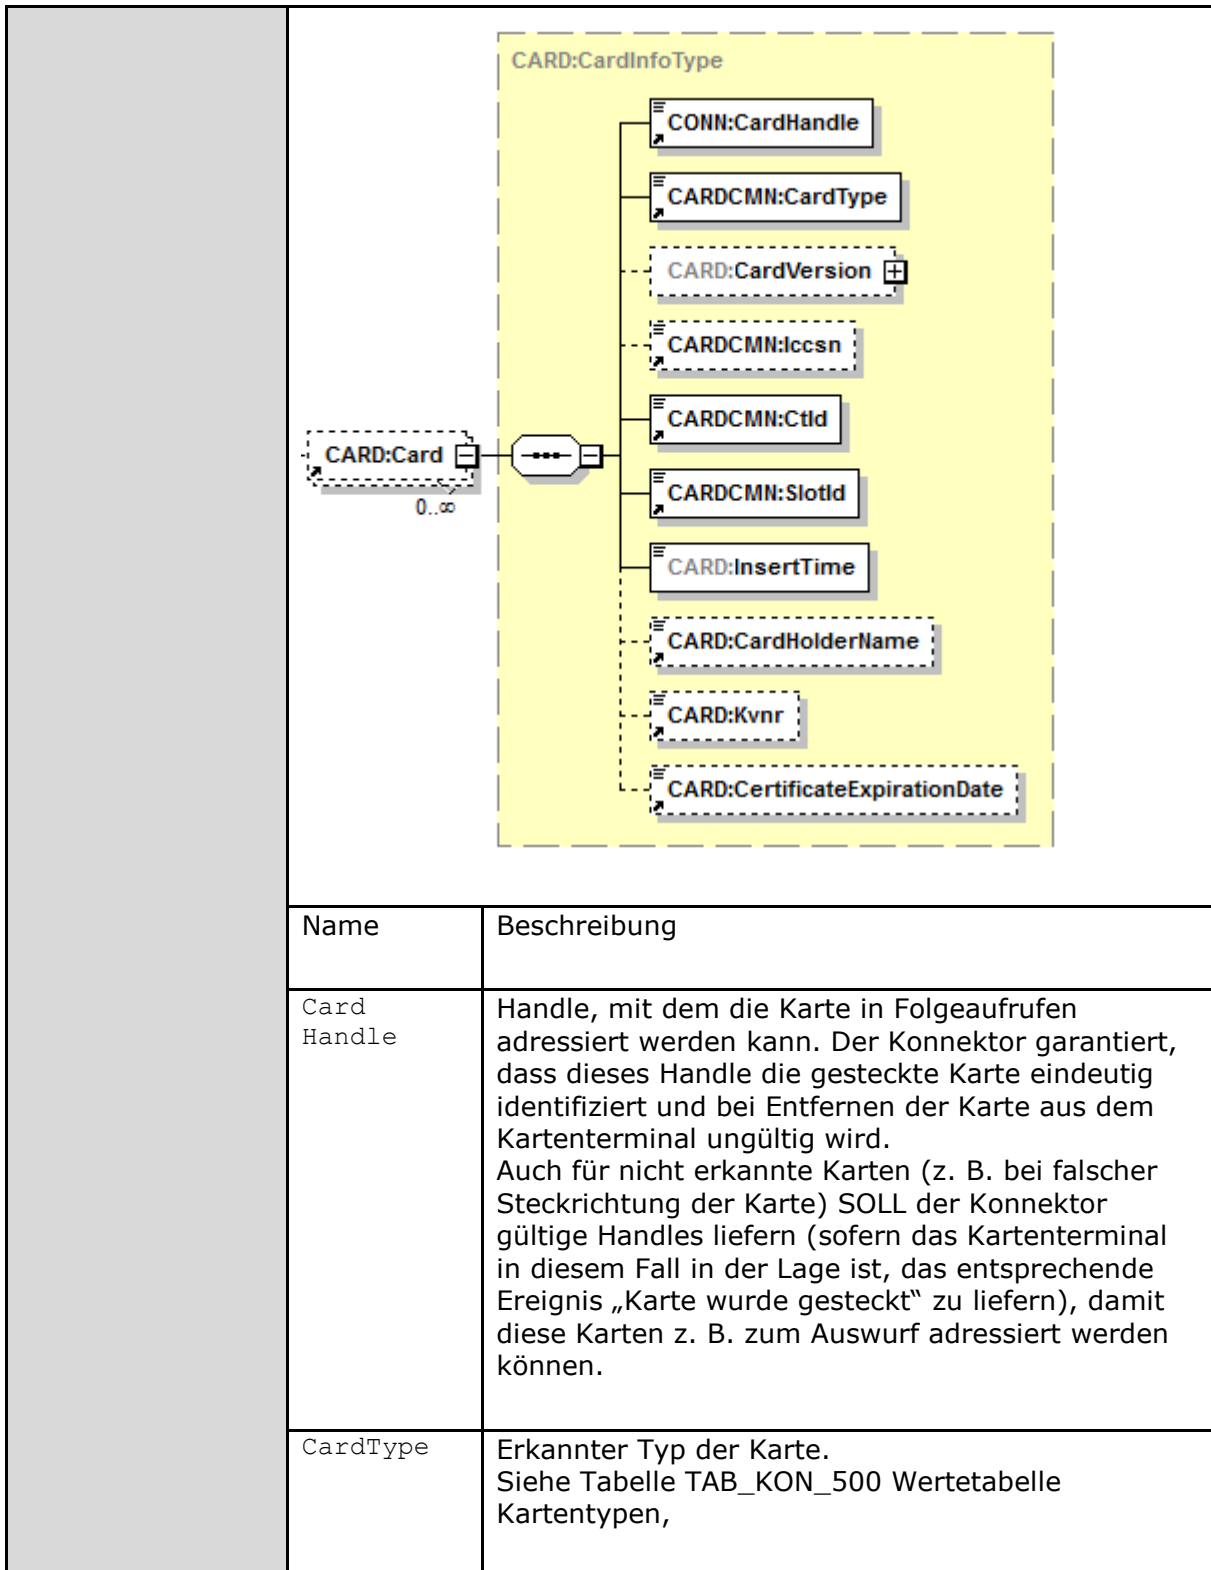 CARD:CardInfoType
CONN:CardHandle
CARDCMN:CardType
CARD:CardVersion
CARDCMN:Iccsn
CARDCMN:CtId
CARD:Card
0..∞
CARDCMN:SlotId
CARD:InsertTime
CARD:CardHolderName
CARD:Kvnr
CARD:CertificateExpirationDate
Name
Beschreibung
Card
Handle
Handle, mit dem die Karte in Folgeaufrufen
adressiert werden kann. Der Konnektor garantiert,
dass dieses Handle die gesteckte Karte eindeutig
identifiziert und bei Entfernen der Karte aus dem
Kartenterminal ungültig wird.
Auch für nicht erkannte Karten (z. B. bei falscher
Steckrichtung der Karte) SOLL der Konnektor
gültige Handles liefern (sofern das Kartenterminal
in diesem Fall in der Lage ist, das entsprechende
Ereignis „Karte wurde gesteckt“ zu liefern), damit
diese Karten z. B. zum Auswurf adressiert werden
können.
CardType
Erkannter Typ der Karte.
Siehe Tabelle TAB_KON_500 Wertetabelle
Kartentypen,